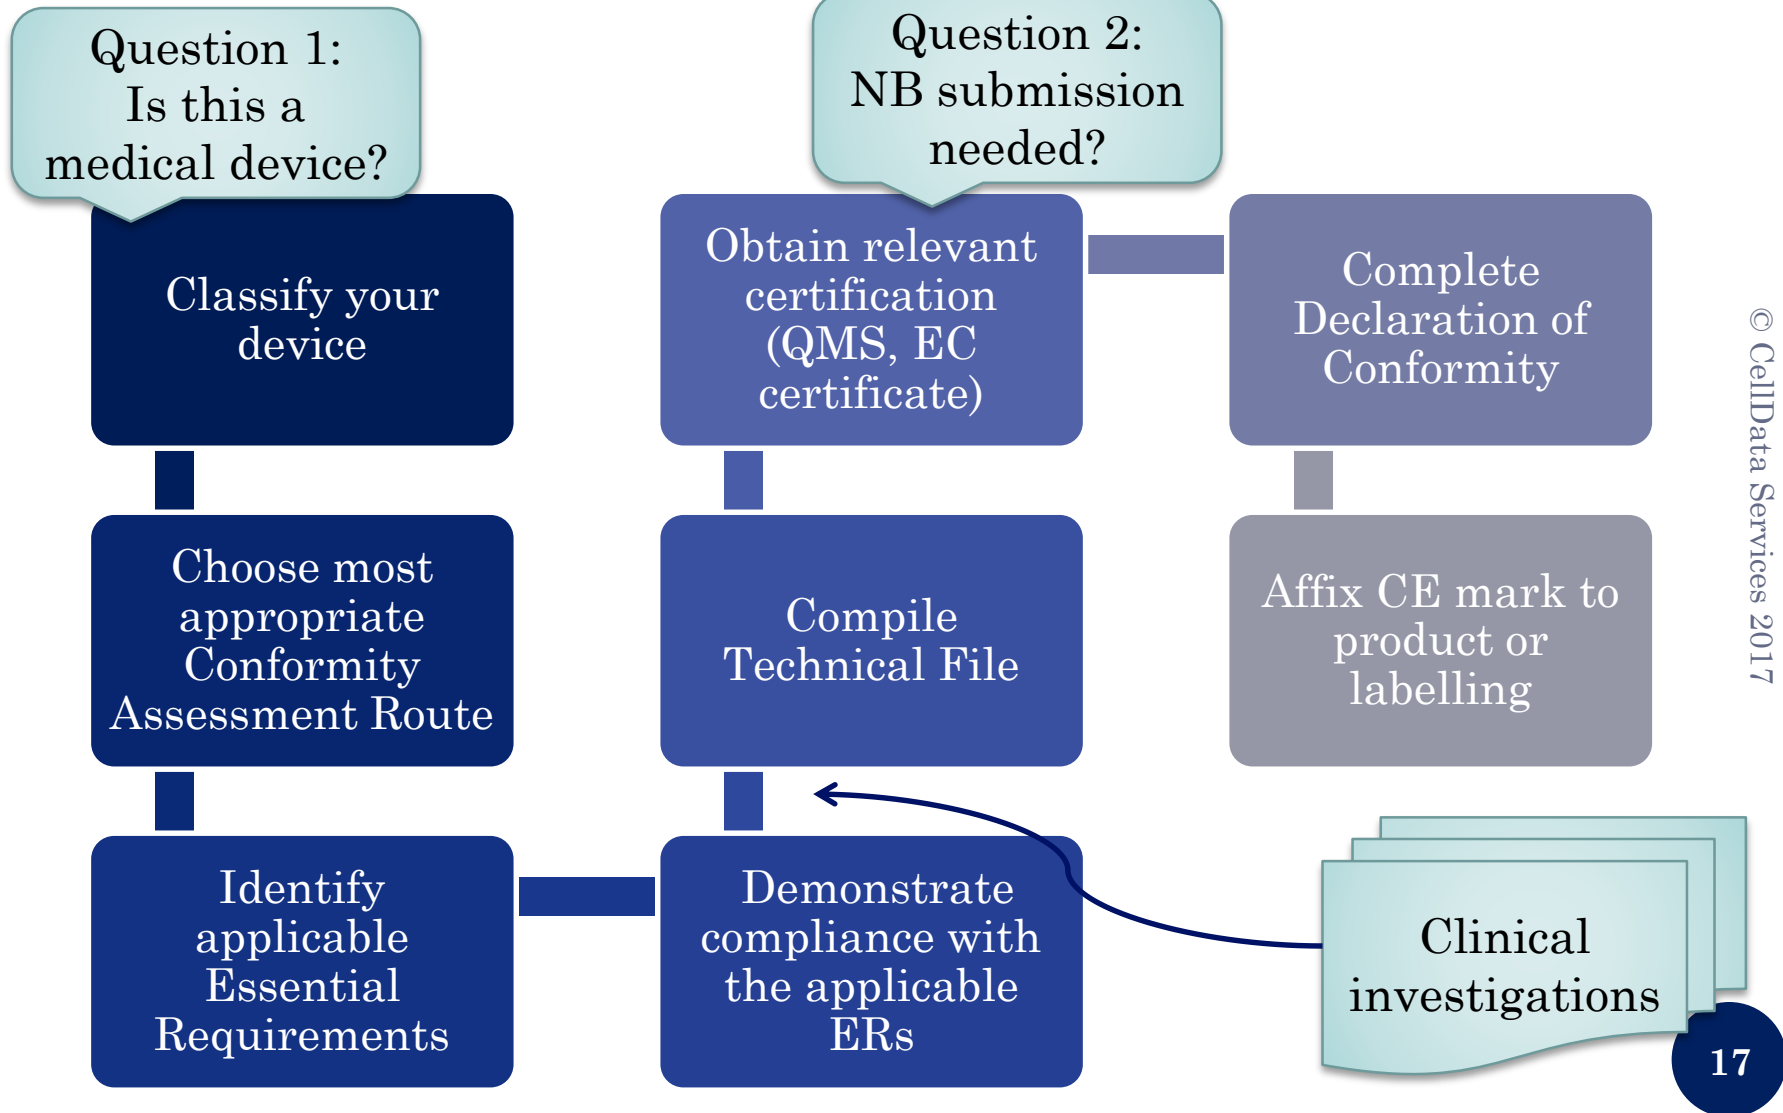 Question 1:
Is this a
medical device?
Question 2:
NB submission
needed?
Classify your
device
Choose most
appropriate
Conformity
Assessment Route
Identify
applicable
Essential
Requirements
Demonstrate
compliance with
the applicable
ERs
Compile
Technical File
Obtain relevant
certification
(QMS, EC
certificate)
Complete
Declaration of
Conformity
Affix CE mark to
product or
labelling
Clinical
investigations
© CellData Services 2017
17